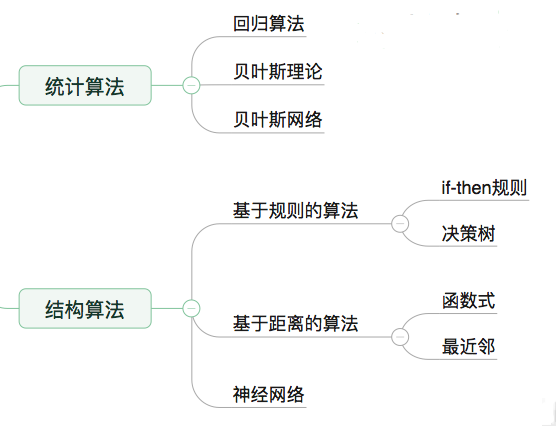 统计算法
回归算法
贝叶斯理论
贝叶斯网络
结构算法
基于规则的算法
if-then规则
决策树
基于距离的算法
函数式
最近邻
神经网络